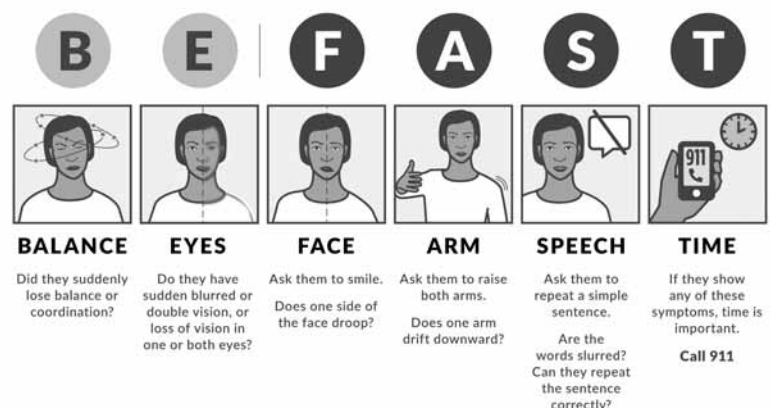 B E F A S T
911
BALANCE
Did they suddenly
lose balance or
coordination?
EYES
Do they have
sudden blurred or
double vision, or
loss of vision in
one or both eyes?
FACE
Ask them to smile.
Does one side of
the face droop?
ARM
Ask them to raise
both arms.
Does one arm
drift downward?
SPEECH
Ask them to
repeat a simple
sentence.
Are the
words slurred?
Can they repeat
the sentence
correctly?
TIME
If they show
any of these
symptoms, time is
important.
Call 911